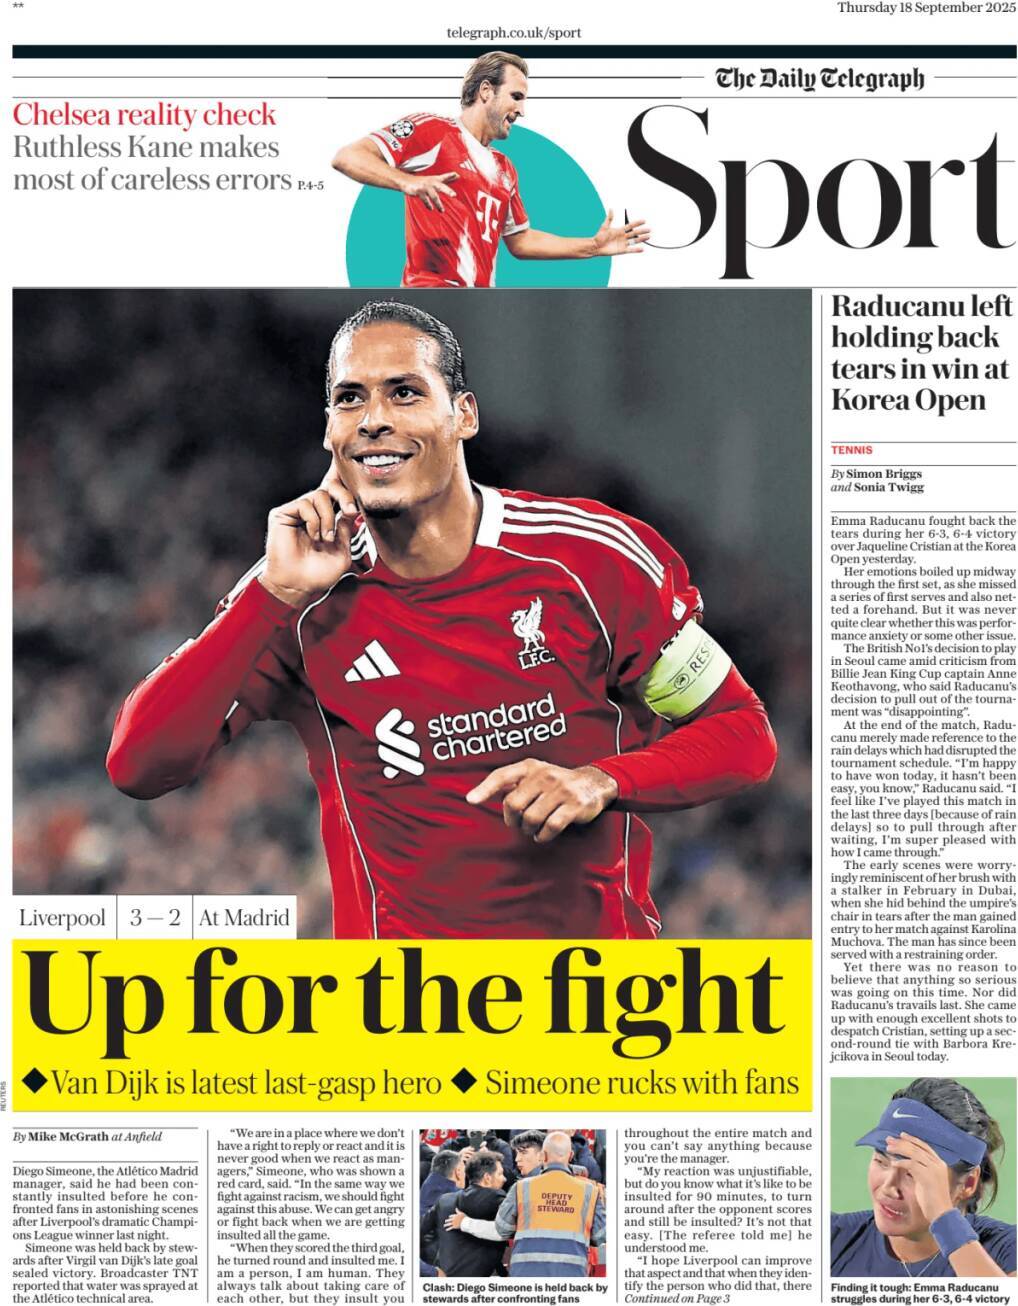 **
Thursday 18 September 2025
telegraph.co.uk/sport
The Daily Telegraph
Sport
Chelsea reality check
Ruthless Kane makes
most of careless errors P.4-5
T
L.F.C.
standard
chartered
RES
Liverpool 3 – 2 At Madrid
Up for the fight
◆Van Dijk is latest last-gasp hero ◆ Simeone rucks with fans
REUTERS
By Mike McGrath at Anfield
Diego Simeone, the Atlético Madrid
manager, said he had been con-
stantly insulted before he con-
fronted fans in astonishing scenes
after Liverpool's dramatic Champi-
ons League winner last night.
Simeone was held back by stew-
ards after Virgil van Dijk's late goal
sealed victory. Broadcaster TNT
reported that water was sprayed at
the Atlético technical area.
"We are in a place where we don't
have a right to reply or react and it is
never good when we react as man-
agers," Simeone, who was shown a
red card, said. "In the same way we
fight against racism, we should fight
against this abuse. We can get angry
or fight back when we are getting
insulted all the game.
"When they scored the third goal,
he turned round and insulted me. I
am a person, I am human. They
always talk about taking care of
each other, but they insult you
DEPUTY
HEAD
STEWARD
Clash: Diego Simeone is held back by
stewards after confronting fans
throughout the entire match and
you can't say anything because
you're the manager.
"My reaction was unjustifiable,
but do you know what it's like to be
insulted for 90 minutes, to turn
around after the opponent scores
and still be insulted? It's not that
easy. [The referee told me] he
understood me.
"I hope Liverpool can improve
that aspect and that when they iden-
tify the person who did that, there
Continued on Page 3
Raducanu left
holding back
tears in win at
Korea Open
TENNIS
By Simon Briggs
and Sonia Twigg
Emma Raducanu fought back the
tears during her 6-3, 6-4 victory
over Jaqueline Cristian at the Korea
Open yesterday.
Her emotions boiled up midway
through the first set, as she missed
a series of first serves and also net-
ted a forehand. But it was never
quite clear whether this was perfor-
mance anxiety or some other issue.
The British No1's decision to play
in Seoul came amid criticism from
Billie Jean King Cup captain Anne
Keothavong, who said Raducanu's
decision to pull out of the tourna-
ment was "disappointing".
At the end of the match, Radu-
canu merely made reference to the
rain delays which had disrupted the
tournament schedule. "I'm happy
to have won today, it hasn't been
easy, you know," Raducanu said. "I
feel like I've played this match in
the last three days [because of rain
delays] so to pull through after
waiting, I'm super pleased with
how I came through."
The early scenes were worry-
ingly reminiscent of her brush with
a stalker in February in Dubai,
when she hid behind the umpire's
chair in tears after the man gained
entry to her match against Karolina
Muchova. The man has since been
served with a restraining order.
Yet there was no reason to
believe that anything so serious
was going on this time. Nor did
Raducanu's travails last. She came
up with enough excellent shots to
despatch Cristian, setting up a sec-
ond-round tie with Barbora Kre-
jcikova in Seoul today.
Finding it tough: Emma Raducanu
struggles during her 6-3, 6-4 victory